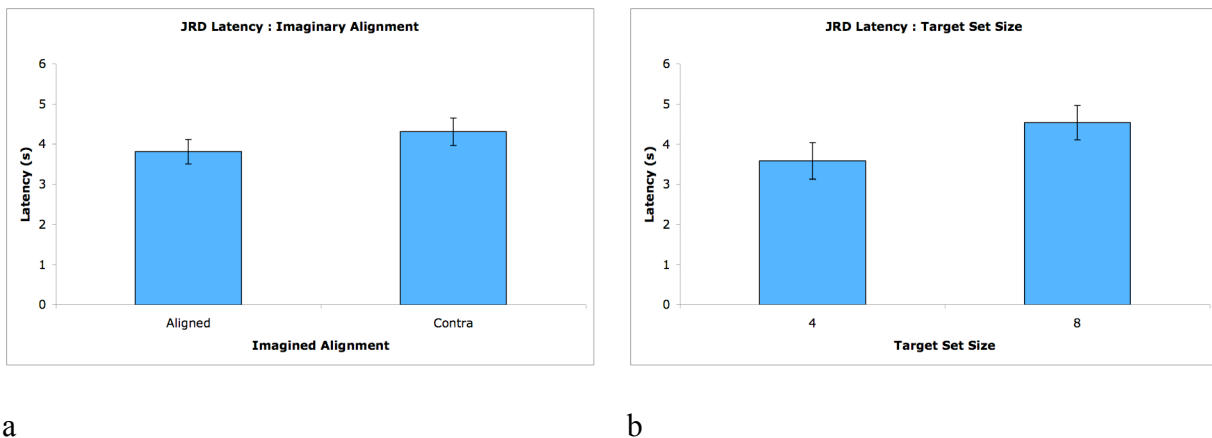 JRD Latency : Imaginary Alignment
6
5
4
3
2
1
0
Latency (s)
Aligned Contra
Imagined Alignment
a
JRD Latency : Target Set Size
6
5
4
3
2
1
0
Latency (s)
4 8
Target Set Size
b